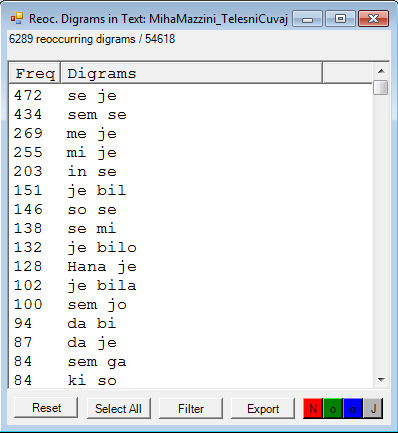 Reoc. Digrams in Text: MihaMazzini_TelesniCuvaj
6289 reoccurring digrams / 54618
Freq Digrams
472 se je
434 sem se
269 me je
255 mi je
203 in se
151 je bil
146 so se
138 se mi
132 je bilo
128 Hana je
102 je bila
100 sem jo
94 da bi
87 da je
84 sem ga
84 ki so
Reset Select All Filter Export N o u J